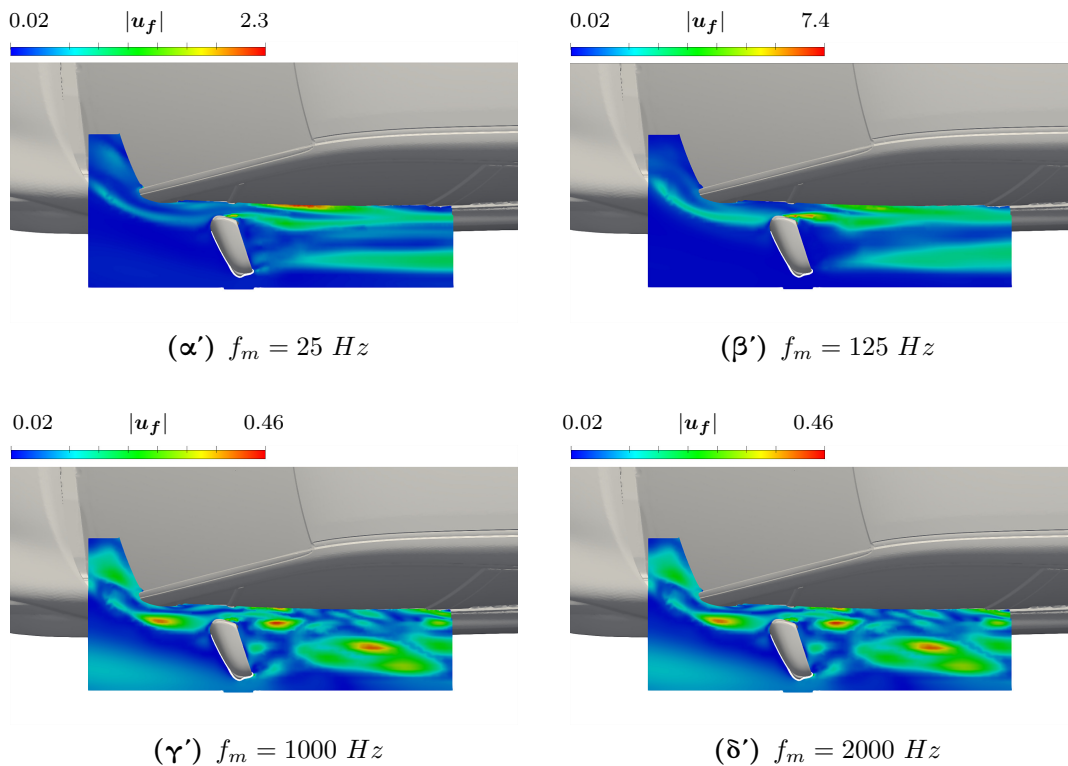 0.02 |u_f| 2.3
0.02 |u_f| 7.4
(α’) f_m = 25 Hz
(β’) f_m = 125 Hz
0.02 |u_f| 0.46
0.02 |u_f| 0.46
(γ’) f_m = 1000 Hz
(δ’) f_m = 2000 Hz